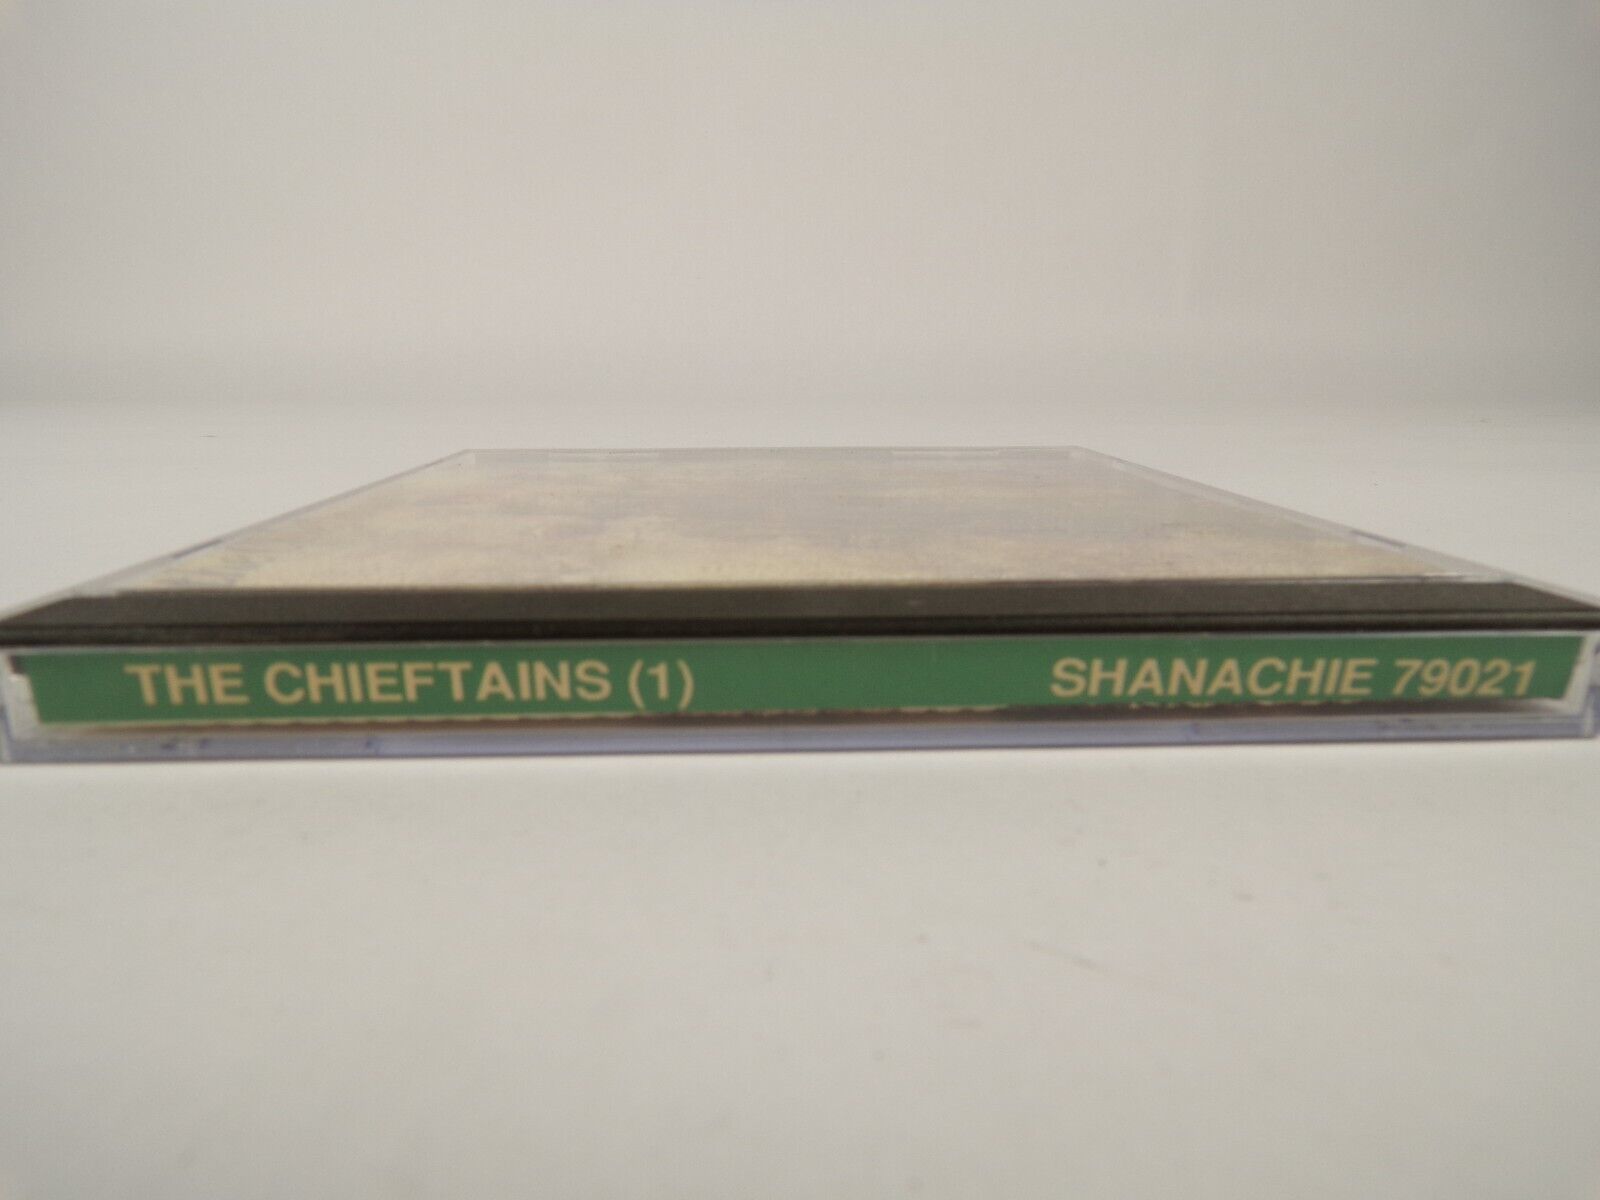 THE CHIEFTAINS (1) SHANACHIE 79021